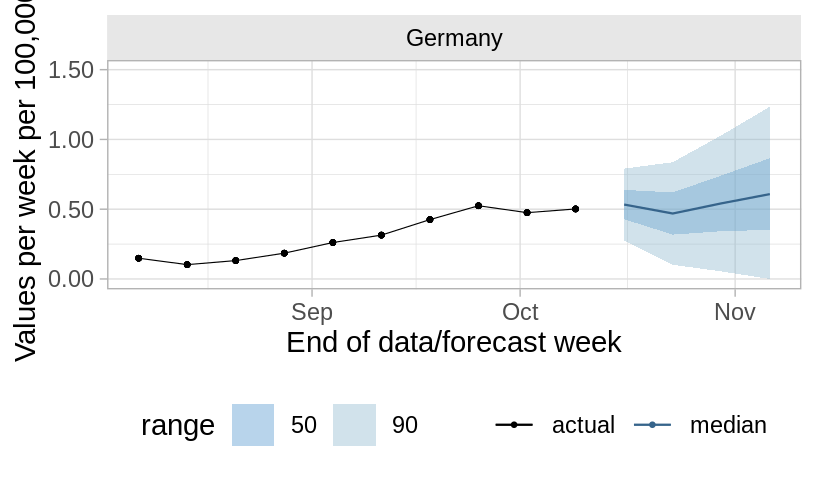 Germany
Values per week per 100,000
1.50
1.00
0.50
0.00
Sep Oct Nov
End of data/forecast week
range 50 90 actual median